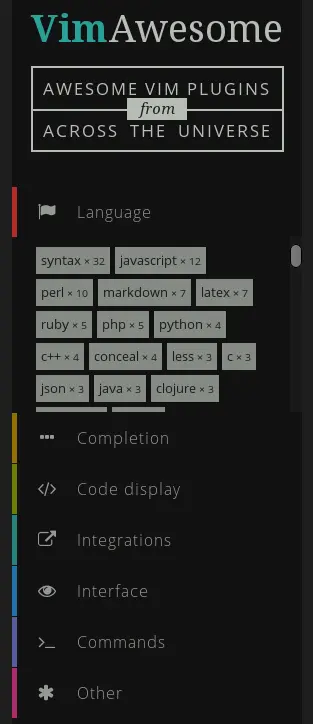 VimAwesome
AWESOME VIM PLUGINS
from
ACROSS THE UNIVERSE
Language
syntax × 32 javascript × 12
perl × 10 markdown × 7 latex × 7
ruby × 5 php × 5 python × 4
c++ × 4 conceal × 4 less × 3 c × 3
json × 3 java × 3 clojure × 3
Completion
Code display
Integrations
Interface
Commands
Other